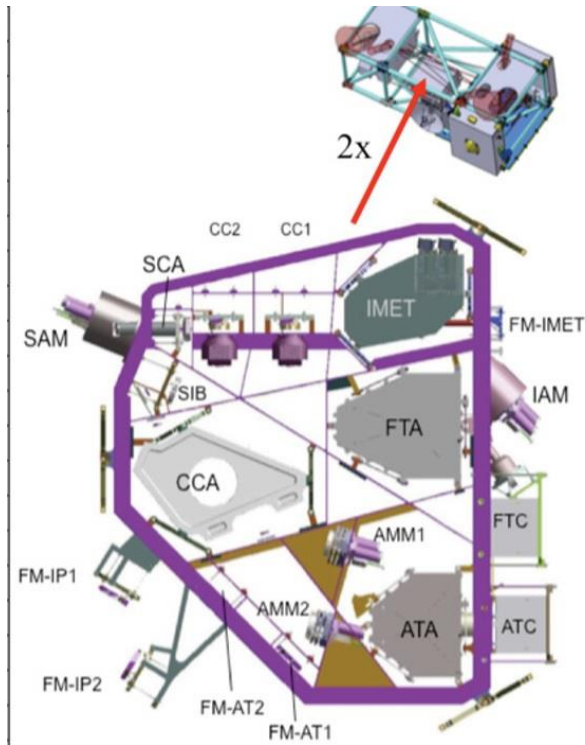 2x
CC2
CC1
SCA
IMET
SAM
FM-IMET
SIB
IAM
FTA
CCA
FTC
AMM1
FM-IP1
AMM2
ATA
ATC
FM-IP2
FM-AT2
FM-AT1